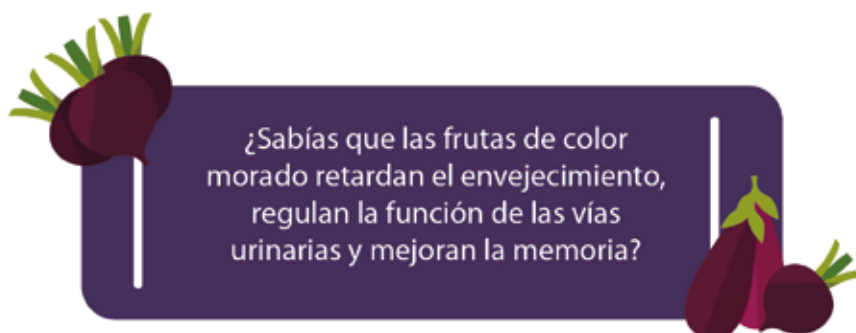 ¿Sabías que las frutas de color
morado retardan el envejecimiento,
regulan la función de las vías
urinarias y mejoran la memoria?